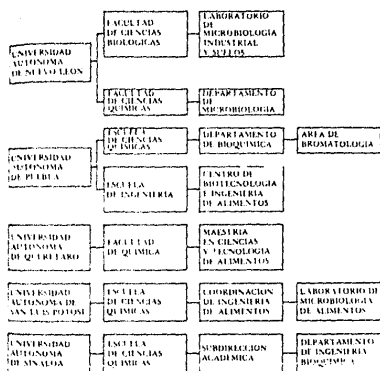 FACULTAD
DE CIENCIAS
BIOLOGICAS
LABORATORIO
DE
MICROBIOLOGIA
INDUSTRIAL
Y SUELOS
UNIVERSIDAD
AUTONOMA
DE NUEVO LEON
FACULTAD
DE CIENCIAS
QUIMICAS
DEPARTAMENTO
DE
MICROBIOLOGIA
ESCUELA
DE CIENCIAS
QUIMICAS
DEPARTAMENTO
DE BIOQUIMICA
AREA DE
BROMATOLOGIA
UNIVERSIDAD
AUTONOMA
DE PUEBLA
ESCUELA
DE INGENIERIA
CENTRO DE
BIOTECNOLOGIA
E INGENIERIA
DE ALIMENTOS
UNIVERSIDAD
AUTONOMA
DE QUERETARO
FACULTAD
DE QUIMICA
MAESTRIA
EN CIENCIAS
Y TECNOLOGIA
DE ALIMENTOS
UNIVERSIDAD
AUTONOMA DE
SAN LUIS POTOSI
ESCUELA
DE CIENCIAS
QUIMICAS
COORDINACION
DE INGENIERIA
DE ALIMENTOS
LABORATORIO DE
MICROBIOLOGIA
DE ALIMENTOS
UNIVERSIDAD
AUTONOMA
DE SINALOA
ESCUELA
DE CIENCIAS
QUIMICAS
SUBDIRECCION
ACADEMICA
DEPARTAMENTO
DE INGENIERIA
BIOQUIMICA